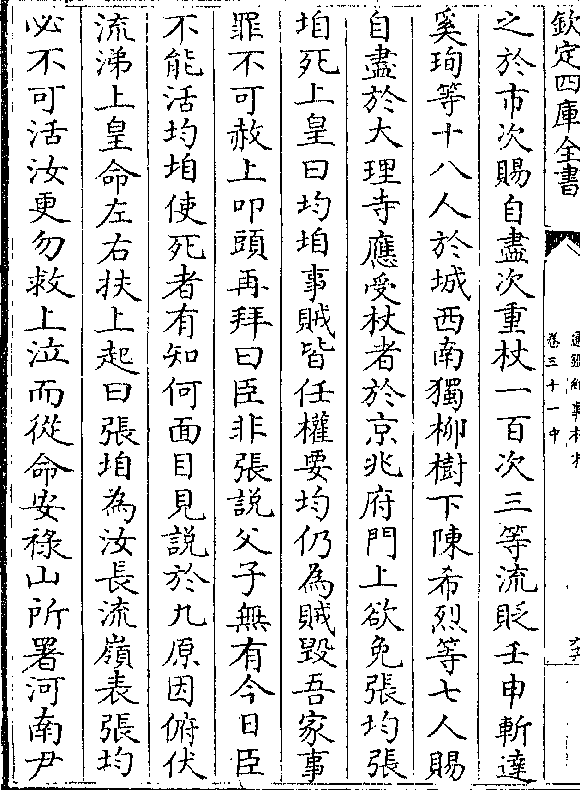 欽定四庫全書
卷三十一中
之於市次賜自盡次重杖一百次三等流貶壬申斬達
奚珣等十八人於城西南獨柳樹下陳希烈等七人賜
自盡於大理寺應受杖者於京兆府門上欲免張均張
垍死上皇曰均垍事賊皆任權要均仍為賊毀吾家事
罪不可赦上叩頭再拜曰臣非張説父子無有今日臣
不能活均垍使死者有知何面目見説於九原因俯伏
流涕上皇命左右扶上起曰張垍為汝長流嶺表張均
必不可活汝更勿救上泣而從命安祿山所署河南尹